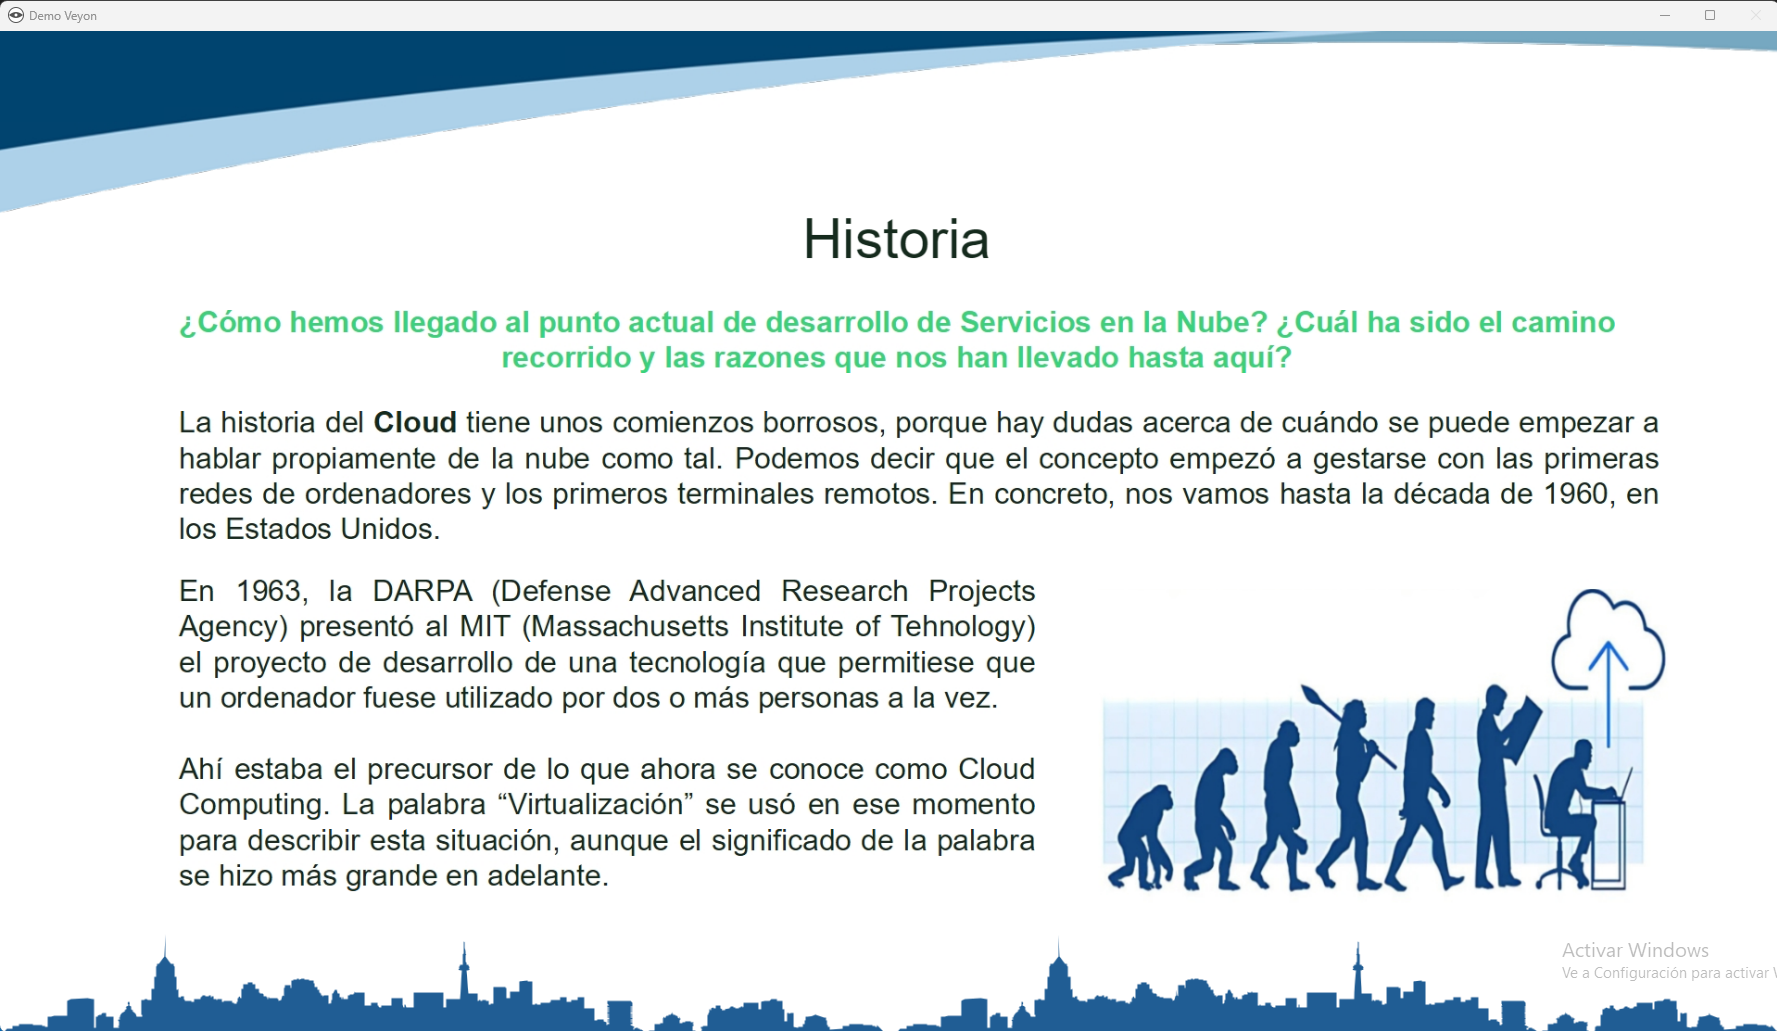 Demo Veyon
Historia
¿Cómo hemos llegado al punto actual de desarrollo de Servicios en la Nube? ¿Cuál ha sido el camino
recorrido y las razones que nos han llevado hasta aquí?
La historia del Cloud tiene unos comienzos borrosos, porque hay dudas acerca de cuándo se puede empezar a
hablar propiamente de la nube como tal. Podemos decir que el concepto empezó a gestarse con las primeras
redes de ordenadores y los primeros terminales remotos. En concreto, nos vamos hasta la década de 1960, en
los Estados Unidos.
En 1963, la DARPA (Defense Advanced Research Projects
Agency) presentó al MIT (Massachusetts Institute of Tehnology)
el proyecto de desarrollo de una tecnología que permitiese que
un ordenador fuese utilizado por dos o más personas a la vez.
Ahí estaba el precursor de lo que ahora se conoce como Cloud
Computing. La palabra “Virtualización” se usó en ese momento
para describir esta situación, aunque el significado de la palabra
se hizo más grande en adelante.
Activar Windows
Ve a Configuración para activar